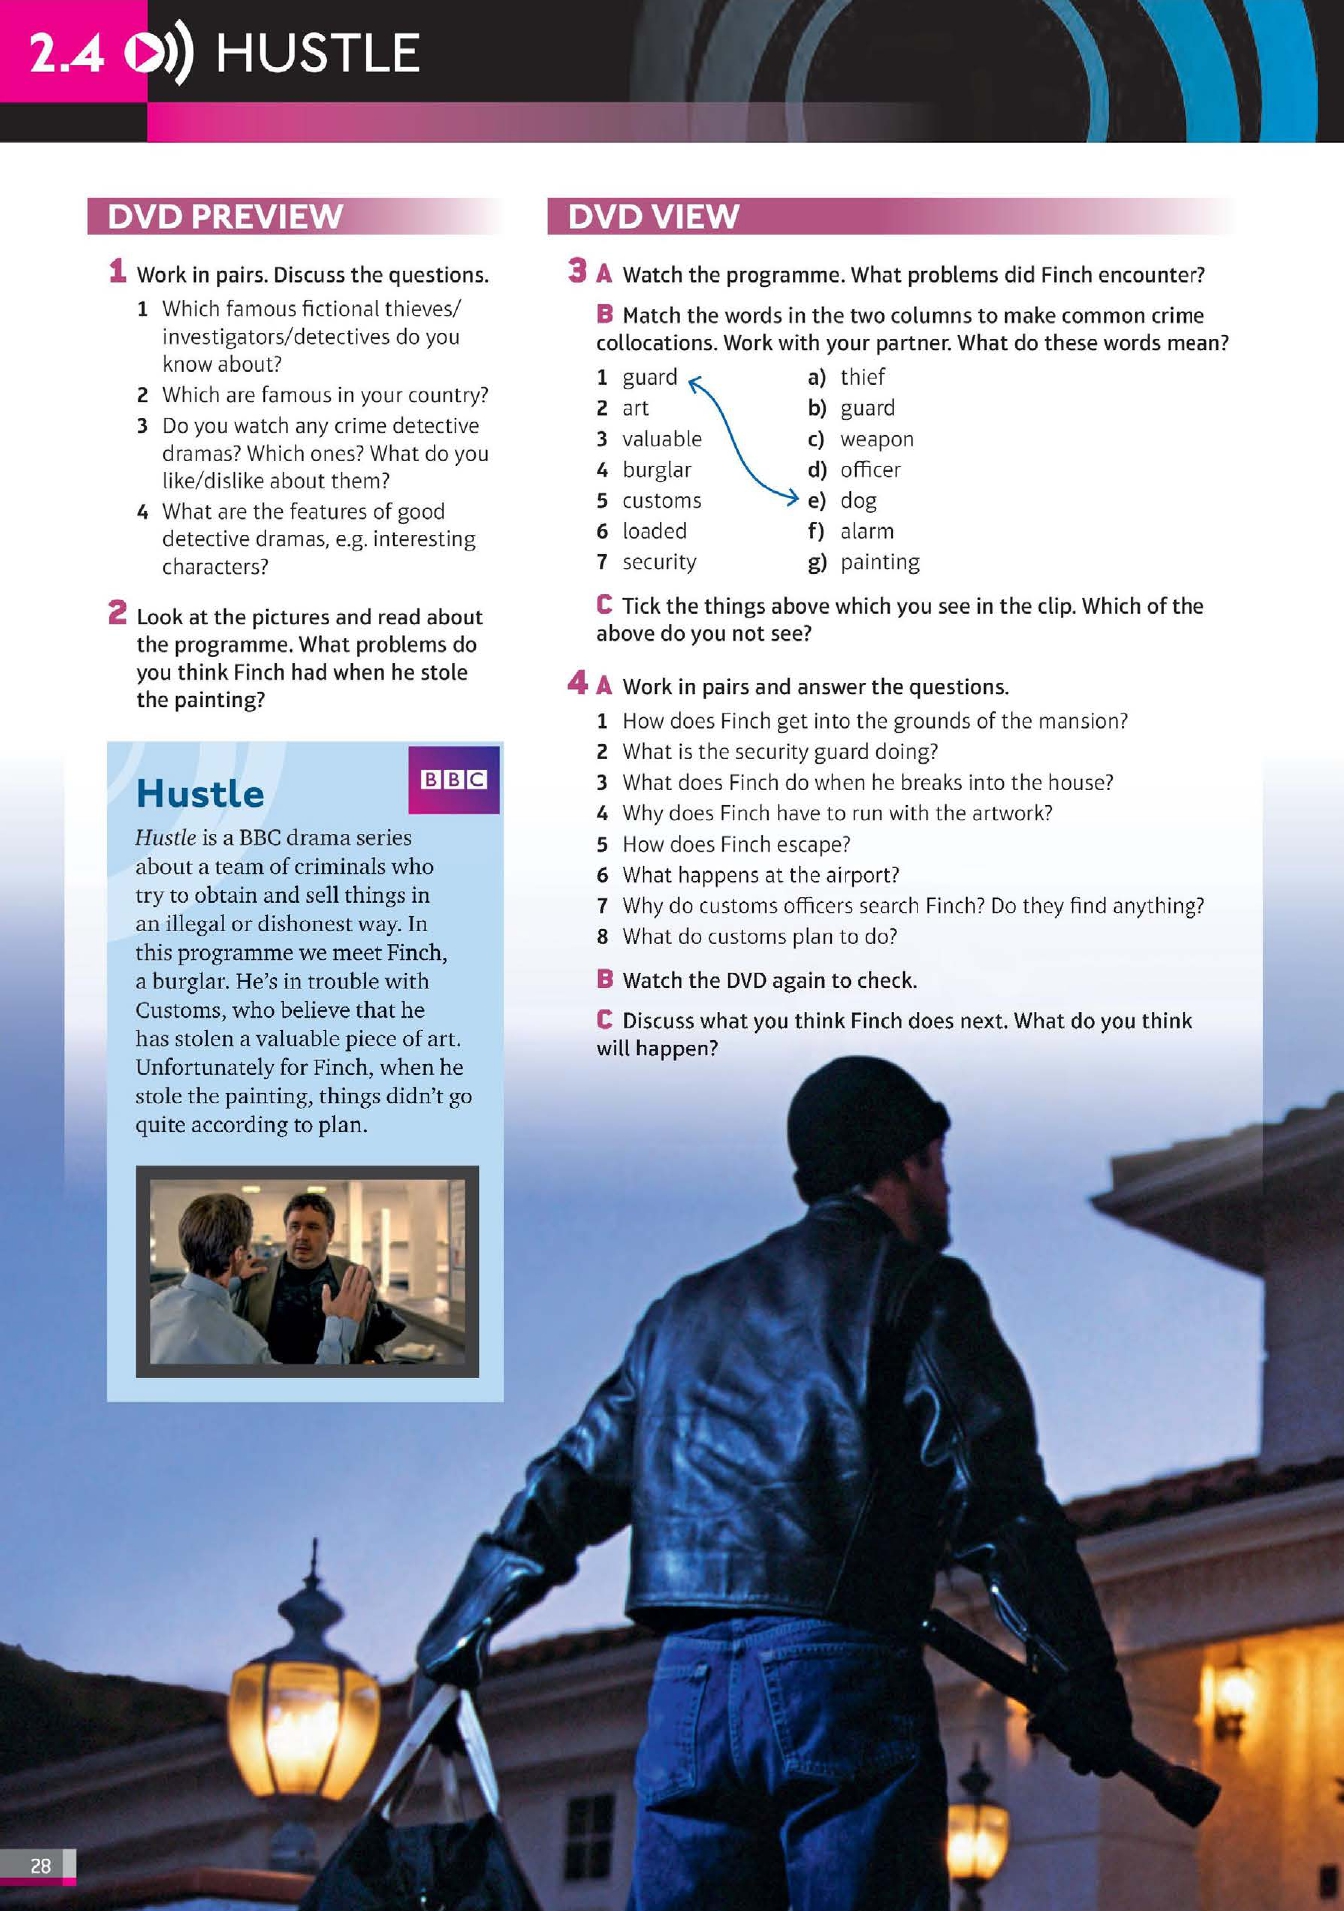 2.4 HUSTLE
DVD PREVIEW
1 Work in pairs. Discuss the questions.
1 Which famous fictional thieves/
investigators/detectives do you
know about?
2 Which are famous in your country?
3 Do you watch any crime detective
dramas? Which ones? What do you
like/dislike about them?
4 What are the features of good
detective dramas, e.g. interesting
characters?
2 Look at the pictures and read about
the programme. What problems do
you think Finch had when he stole
the painting?
BBC
Hustle
Hustle is a BBC drama series
about a team of criminals who
try to obtain and sell things in
an illegal or dishonest way. In
this programme we meet Finch,
a burglar. He's in trouble with
Customs, who believe that he
has stolen a valuable piece of art.
Unfortunately for Finch, when he
stole the painting, things didn't go
quite according to plan.
DVD VIEW
3 A Watch the programme. What problems did Finch encounter?
B Match the words in the two columns to make common crime
collocations. Work with your partner. What do these words mean?
1 guard a) thief
2 art b) guard
3 valuable c) weapon
4 burglar d) officer
5 customs e) dog
6 loaded f) alarm
7 security g) painting
C Tick the things above which you see in the clip. Which of the
above do you not see?
4 A Work in pairs and answer the questions.
1 How does Finch get into the grounds of the mansion?
2 What is the security guard doing?
3 What does Finch do when he breaks into the house?
4 Why does Finch have to run with the artwork?
5 How does Finch escape?
6 What happens at the airport?
7 Why do customs officers search Finch? Do they find anything?
8 What do customs plan to do?
B Watch the DVD again to check.
C Discuss what you think Finch does next. What do you think
will happen?
28